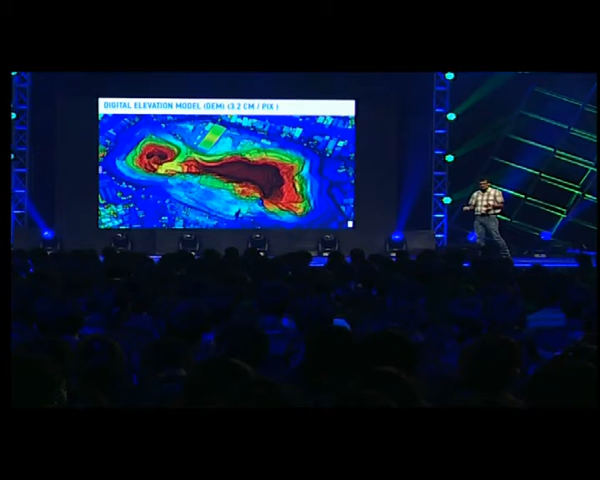 DIGITAL ELEVATION MODEL (DEM) (3.2 CM / PIX )